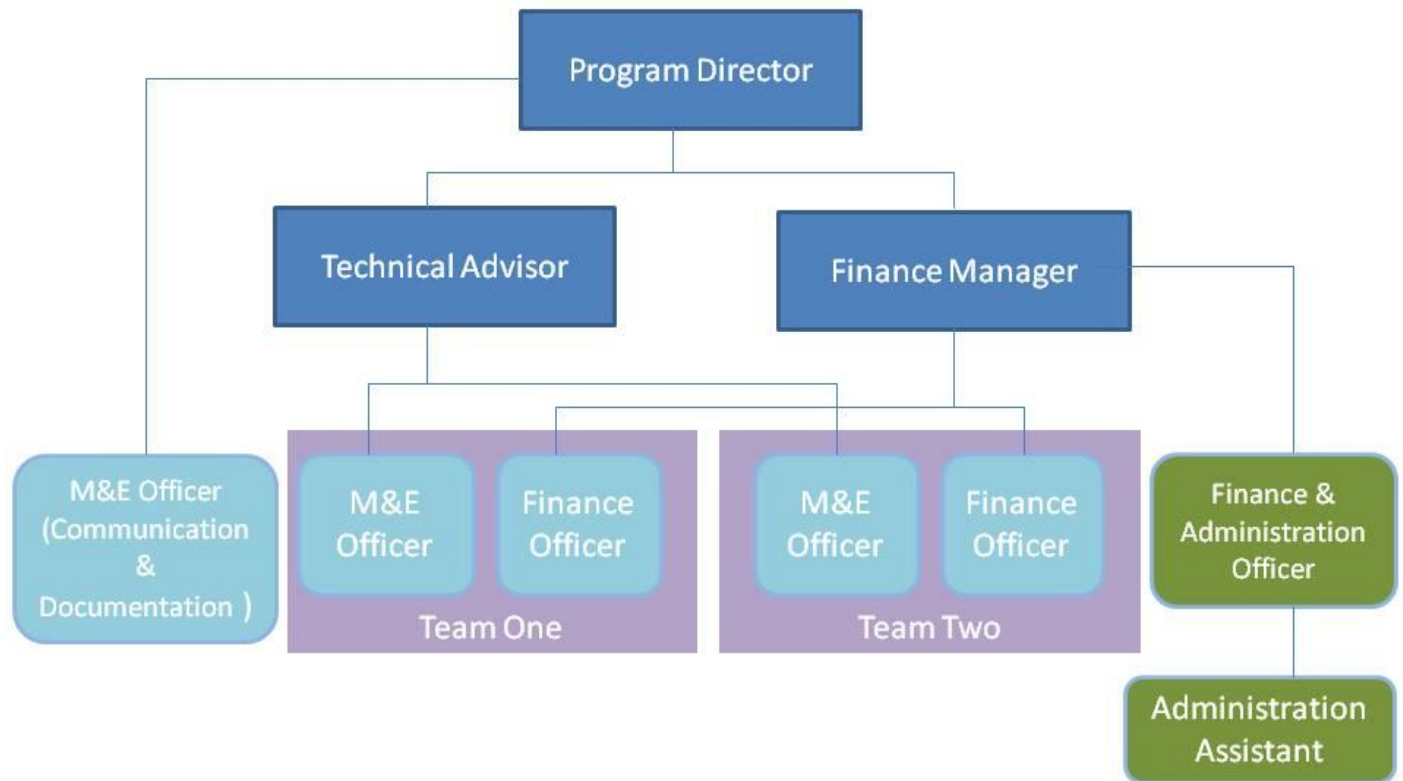 Program Director
Technical Advisor
Finance Manager
M&E Officer
(Communication
&
Documentation )
M&E
Officer
Finance
Officer
Team One
M&E
Officer
Finance
Officer
Team Two
Finance &
Administration
Officer
Administration
Assistant